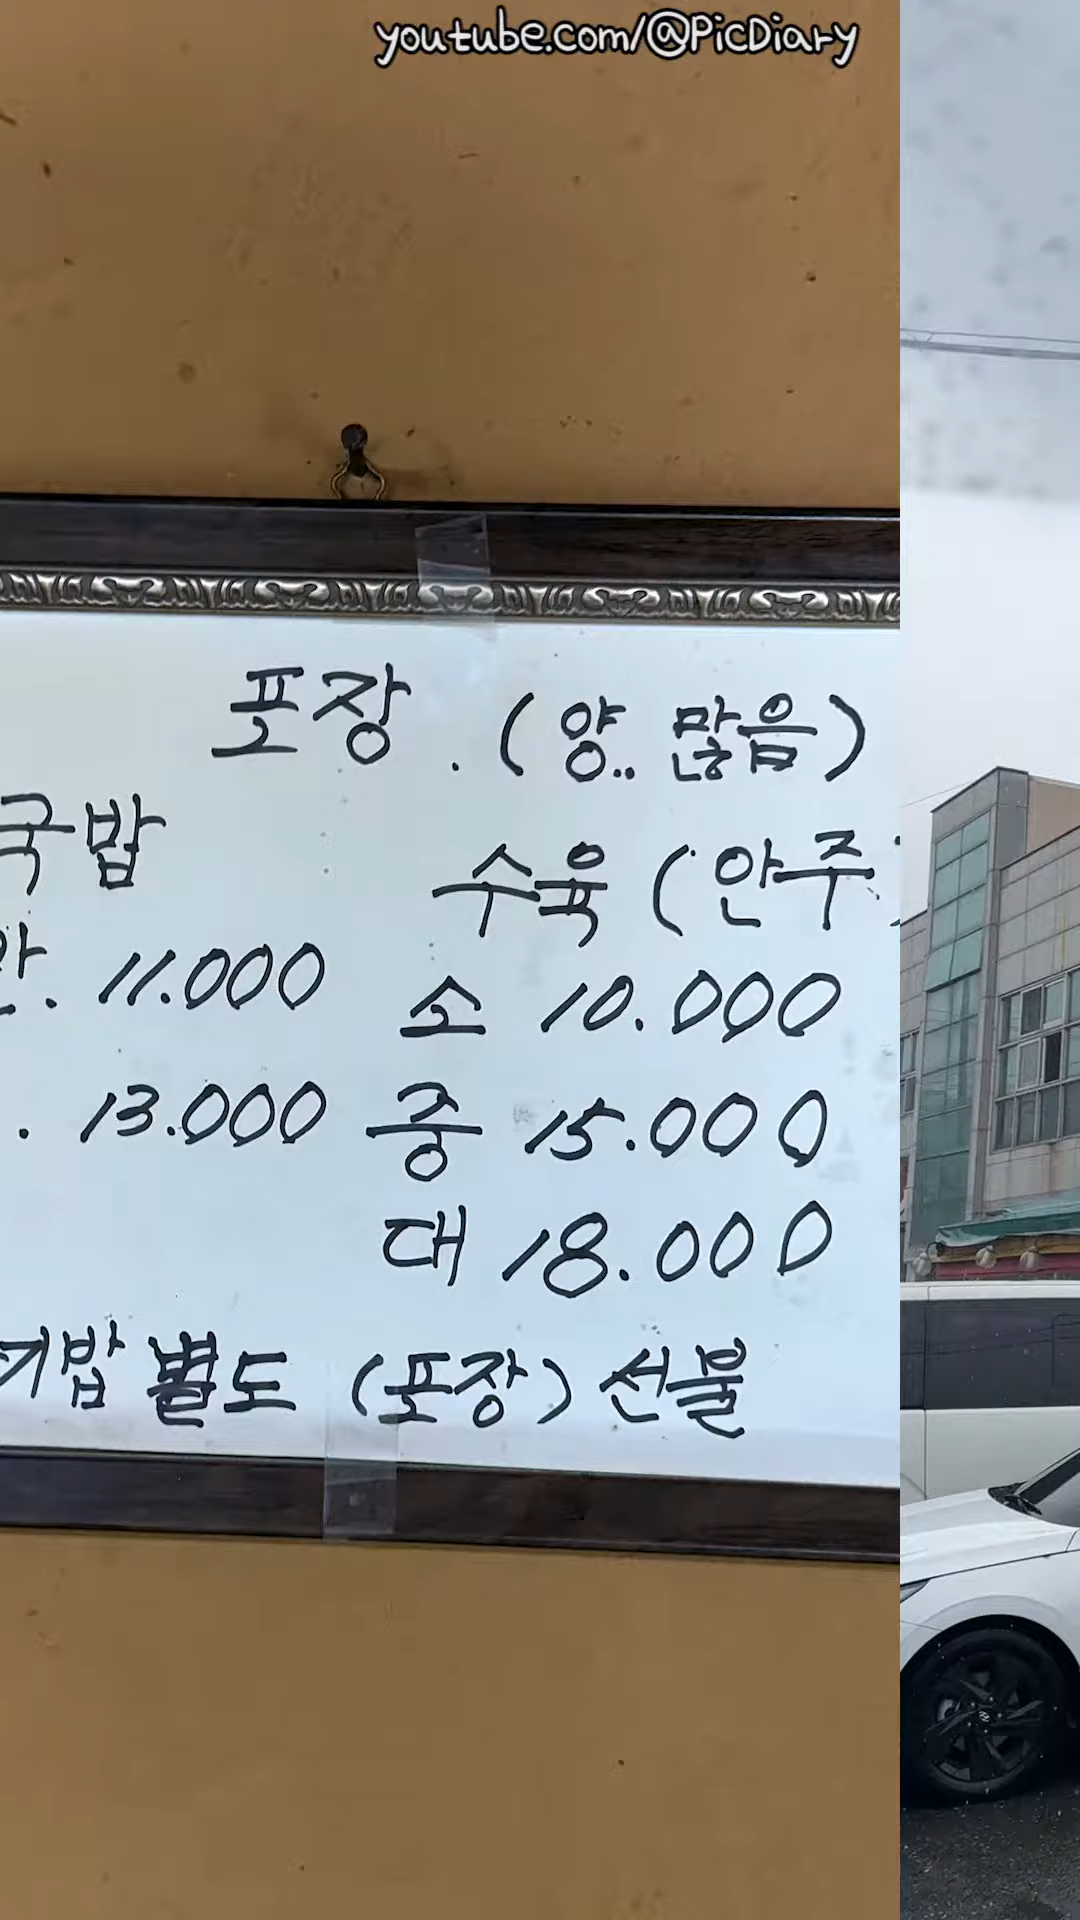 youtube.com/@PicDiary
포장. (양.. 많음)
국밥
수육 (안주)
11.000
소 10.000
. 13.000
중 15.000
대 18.000
밥 별도 (포장) 선물